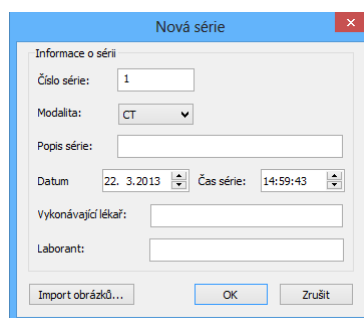 Nová série
Informace o sérii
Číslo série: 1
Modalita: CT
Popis série:
Datum 22. 3.2013 Čas série: 14:59:43
Vykonávající lékař:
Laborant:
Import obrázků... OK Zrušit